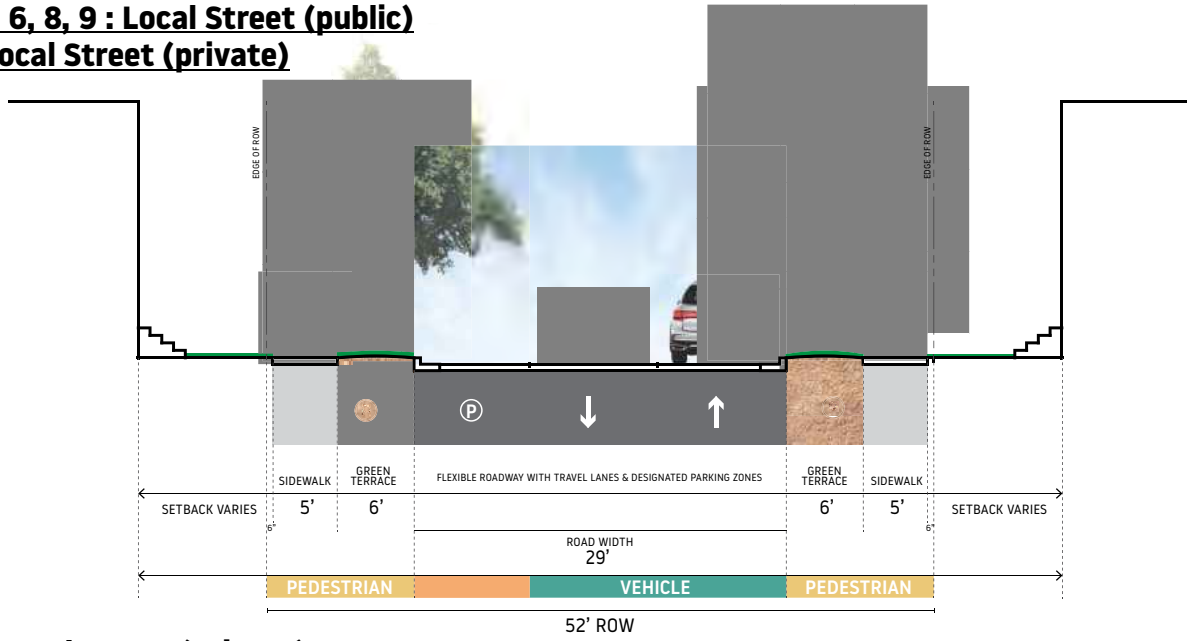 6, 8, 9 : Local Street (public)
ocal Street (private)
EDGE OF ROW
EDGE OF ROW
P
SIDEWALK
GREEN
TERRACE
FLEXIBLE ROADWAY WITH TRAVEL LANES & DESIGNATED PARKING ZONES
GREEN
TERRACE
SIDEWALK
SETBACK VARIES
5’
6’
6’
5’
SETBACK VARIES
6"
6"
ROAD WIDTH
29’
PEDESTRIAN
VEHICLE
PEDESTRIAN
52’ ROW